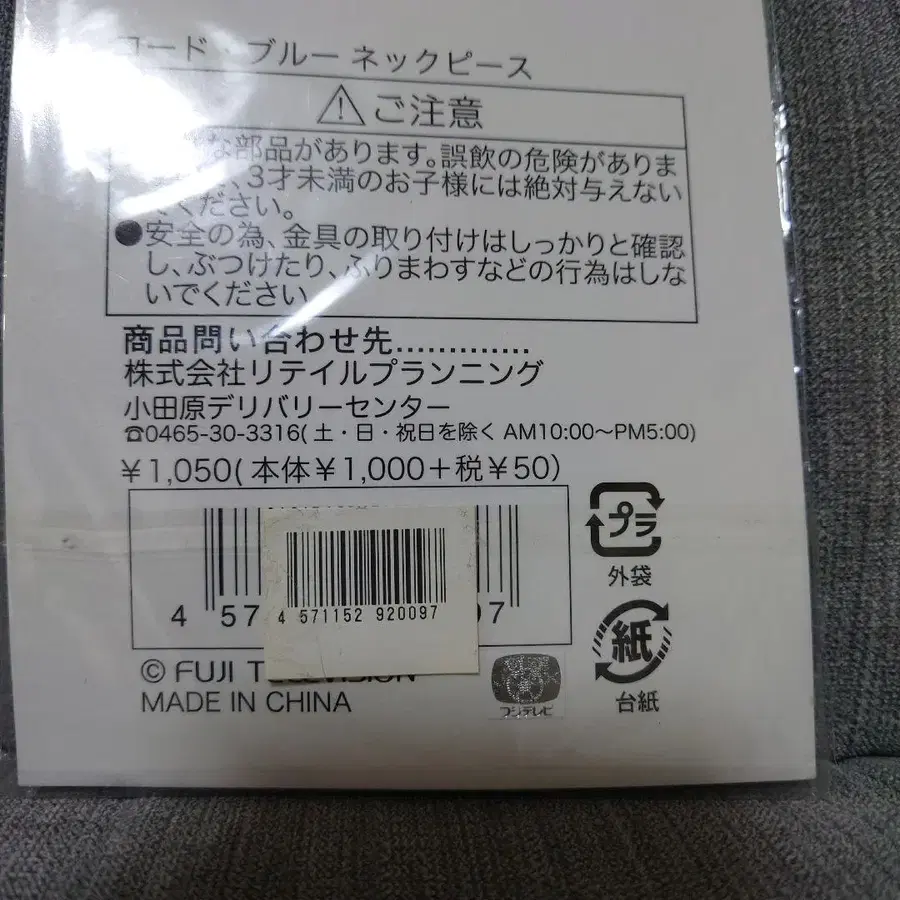 コード・ブルー ネックピース
⚠ご注意
な部品があります。誤飲の危険がありま
、3才未満のお子様には絶対与えない
でください。
●安全の為、金具の取り付けはしっかりと確認
し、ぶつけたり、ふりまわすなどの行為はしな
いでください
商品問い合わせ先.............
株式会社リテイルプランニング
小田原デリバリーセンター
☎0465-30-3316(土・日・祝日を除く AM10:00〜PM5:00)
¥1,050(本体¥1,000+税¥50)
4 57 97
4 571152 920097
プラ
外袋
紙
台紙
© FUJI TELEVISION
MADE IN CHINA
フジテレビ